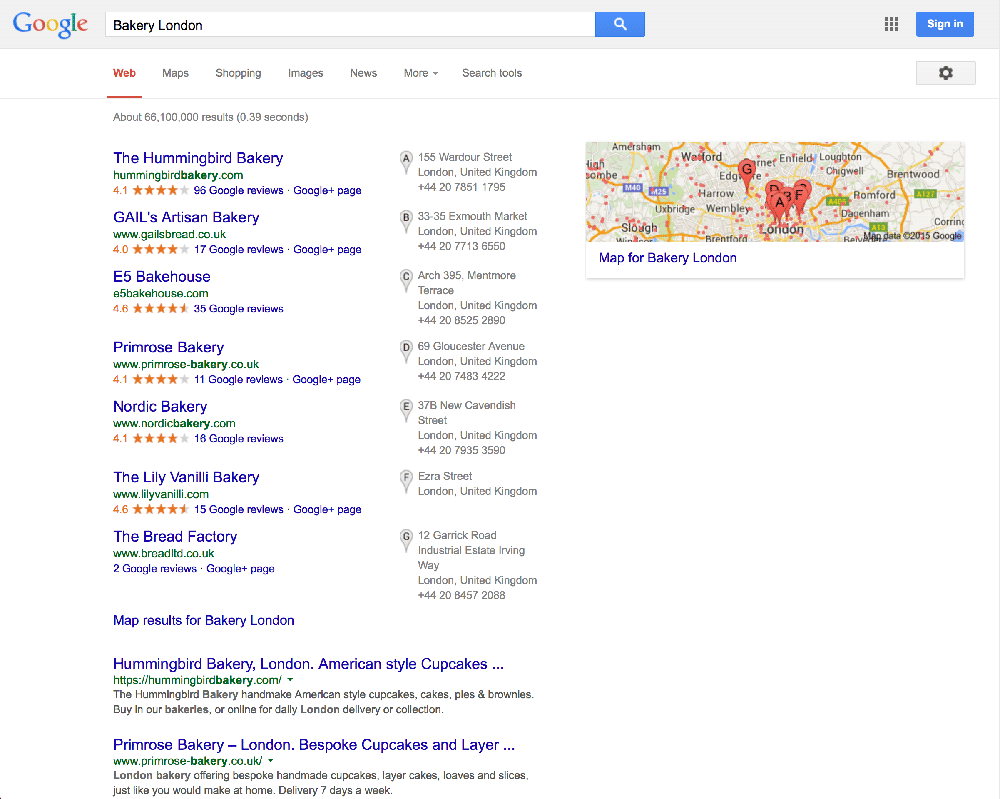 Google
Bakery London
Sign in
Web Maps Shopping Images News More Search tools
About 66,100,000 results (0.39 seconds)
The Hummingbird Bakery
hummingbirdbakery.com
4.1 96 Google reviews · Google+ page
A 155 Wardour Street
London, United Kingdom
+44 20 7851 1795
GAIL's Artisan Bakery
www.gailsbread.co.uk
4.0 17 Google reviews · Google+ page
B 33-35 Exmouth Market
London, United Kingdom
+44 20 7713 6550
E5 Bakehouse
e5bakehouse.com
4.6 35 Google reviews
C Arch 395, Mentmore
Terrace
London, United Kingdom
+44 20 8525 2890
Primrose Bakery
www.primrose-bakery.co.uk
4.1 11 Google reviews · Google+ page
D 69 Gloucester Avenue
London, United Kingdom
+44 20 7483 4222
Nordic Bakery
www.nordicbakery.com
4.1 16 Google reviews
E 37B New Cavendish
Street
London, United Kingdom
+44 20 7935 3590
The Lily Vanilli Bakery
www.lilyvanilli.com
4.6 15 Google reviews · Google+ page
F Ezra Street
London, United Kingdom
The Bread Factory
www.breadltd.co.uk
2 Google reviews · Google+ page
G 12 Garrick Road
Industrial Estate Irving
Way
London, United Kingdom
+44 20 8457 2088
Map results for Bakery London
Hummingbird Bakery, London. American style Cupcakes ...
https://hummingbirdbakery.com/
The Hummingbird Bakery handmake American style cupcakes, cakes, pies & brownies.
Buy in our bakeries, or online for daily London delivery or collection.
Primrose Bakery – London. Bespoke Cupcakes and Layer ...
www.primrose-bakery.co.uk/
London bakery offering bespoke handmade cupcakes, layer cakes, loaves and slices,
just like you would make at home. Delivery 7 days a week.
Amersham
Watford
Enfield Loughton
Chigwell
Brentwood
M40 M25
Harrow
Romford
A127
Uxbridge Wembley
Dagenham
Slough
London
A13
Brentford
Map data ©2015 Google
G
D
B F
A
Map for Bakery London